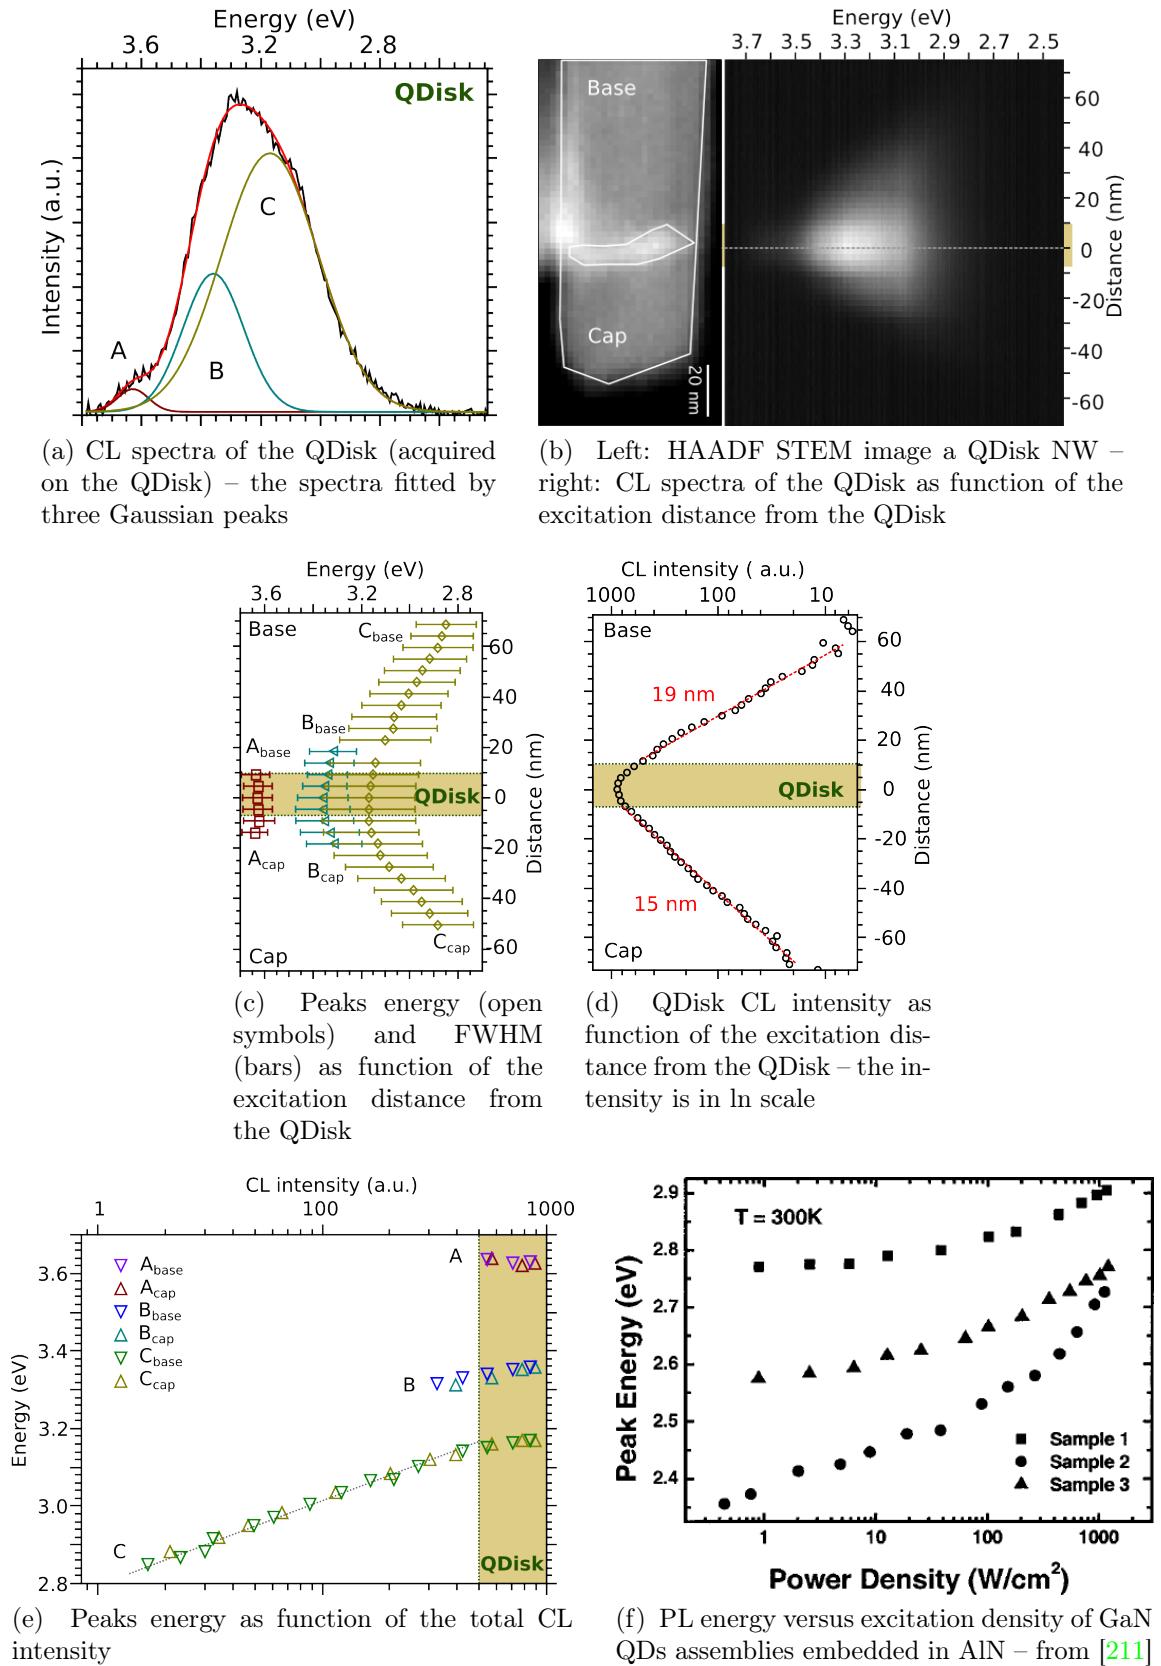 Energy (eV)
3.6 3.2 2.8
QDisk
Intensity (a.u.)
A
B
C
(a) CL spectra of the QDisk (acquired
on the QDisk) – the spectra fitted by
three Gaussian peaks
Energy (eV)
3.7 3.5 3.3 3.1 2.9 2.7 2.5
Base
Cap
20 nm
60
40
20
0
-20
-40
-60
Distance (nm)
(b) Left: HAADF STEM image a QDisk NW –
right: CL spectra of the QDisk as function of the
excitation distance from the QDisk
Energy (eV)
3.6 3.2 2.8
Base
Cbase
Bbase
Abase
QDisk
Acap
Bcap
Ccap
Cap
60
40
20
0
-20
-40
-60
Distance (nm)
(c) Peaks energy (open
symbols) and FWHM
(bars) as function of the
excitation distance from
the QDisk
CL intensity ( a.u.)
1000 100 10
Base
19 nm
QDisk
15 nm
Cap
60
40
20
0
-20
-40
-60
Distance (nm)
(d) QDisk CL intensity as
function of the excitation dis-
tance from the QDisk – the in-
tensity is in ln scale
CL intensity (a.u.)
1 100 1000
Energy (eV)
3.6
3.4
3.2
3.0
2.8
Abase
Acap
Bbase
Bcap
Cbase
Ccap
A
B
C
QDisk
(e) Peaks energy as function of the total CL
intensity
T = 300K
Peak Energy (eV)
2.9
2.8
2.7
2.6
2.5
2.4
Sample 1
Sample 2
Sample 3
1 10 100 1000
Power Density (W/cm²)
(f) PL energy versus excitation density of GaN
QDs assemblies embedded in AlN – from [211]